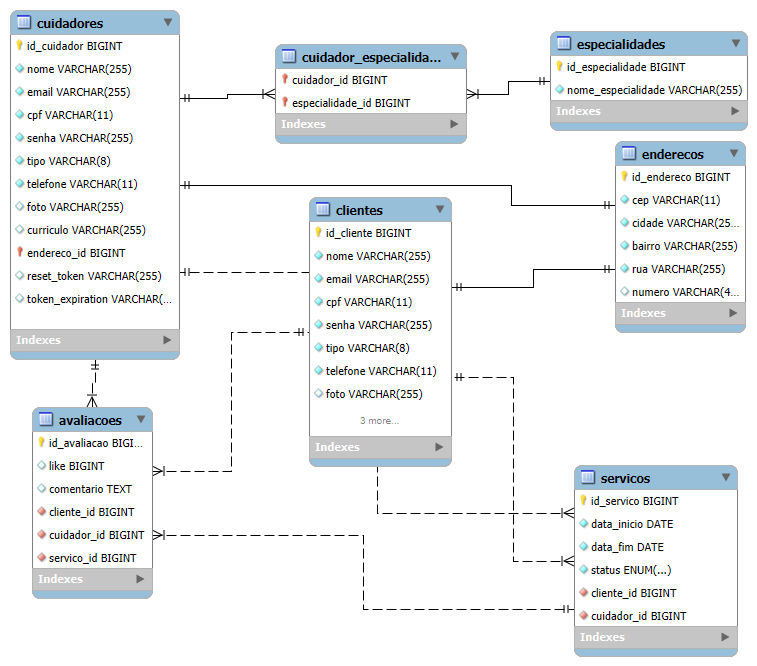 cuidadores
id_cuidador BIGINT
nome VARCHAR(255)
email VARCHAR(255)
cpf VARCHAR(11)
senha VARCHAR(255)
tipo VARCHAR(8)
telefone VARCHAR(11)
foto VARCHAR(255)
curriculo VARCHAR(255)
endereco_id BIGINT
reset_token VARCHAR(255)
token_expiration VARCHAR(...
Indexes
cuidador_especialida...
cuidador_id BIGINT
especialidade_id BIGINT
Indexes
especialidades
id_especialidade BIGINT
nome_especialidade VARCHAR(255)
Indexes
enderecos
id_endereco BIGINT
cep VARCHAR(11)
cidade VARCHAR(25...
bairro VARCHAR(255)
rua VARCHAR(255)
numero VARCHAR(4...
Indexes
clientes
id_cliente BIGINT
nome VARCHAR(255)
email VARCHAR(255)
cpf VARCHAR(11)
senha VARCHAR(255)
tipo VARCHAR(8)
telefone VARCHAR(11)
foto VARCHAR(255)
3 more...
Indexes
avaliacoes
id_avaliacao BIGI...
like BIGINT
comentario TEXT
cliente_id BIGINT
cuidador_id BIGINT
servico_id BIGINT
Indexes
servicos
id_servico BIGINT
data_inicio DATE
data_fim DATE
status ENUM(...)
cliente_id BIGINT
cuidador_id BIGINT
Indexes